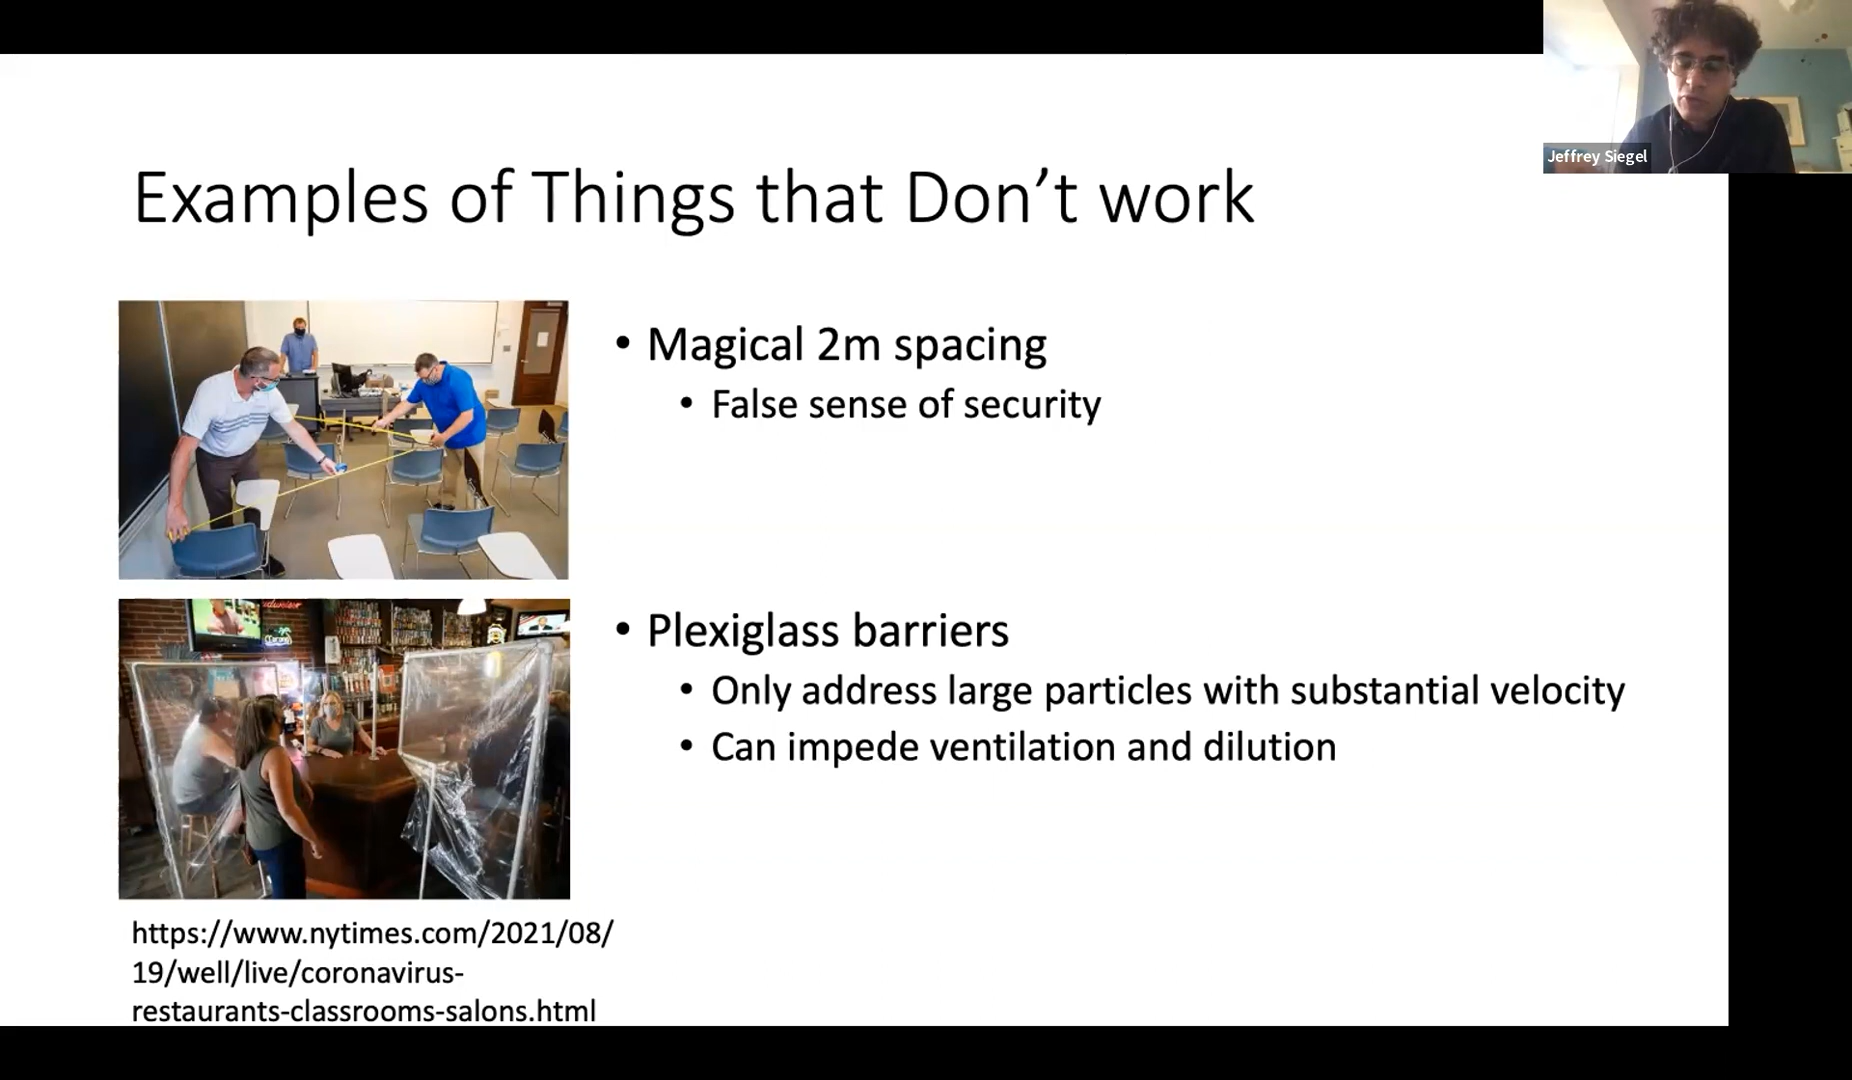 Jeffrey Siegel
Examples of Things that Don't work
• Magical 2m spacing
• False sense of security
• Plexiglass barriers
• Only address large particles with substantial velocity
• Can impede ventilation and dilution
https://www.nytimes.com/2021/08/
19/well/live/coronavirus-
restaurants-classrooms-salons.html